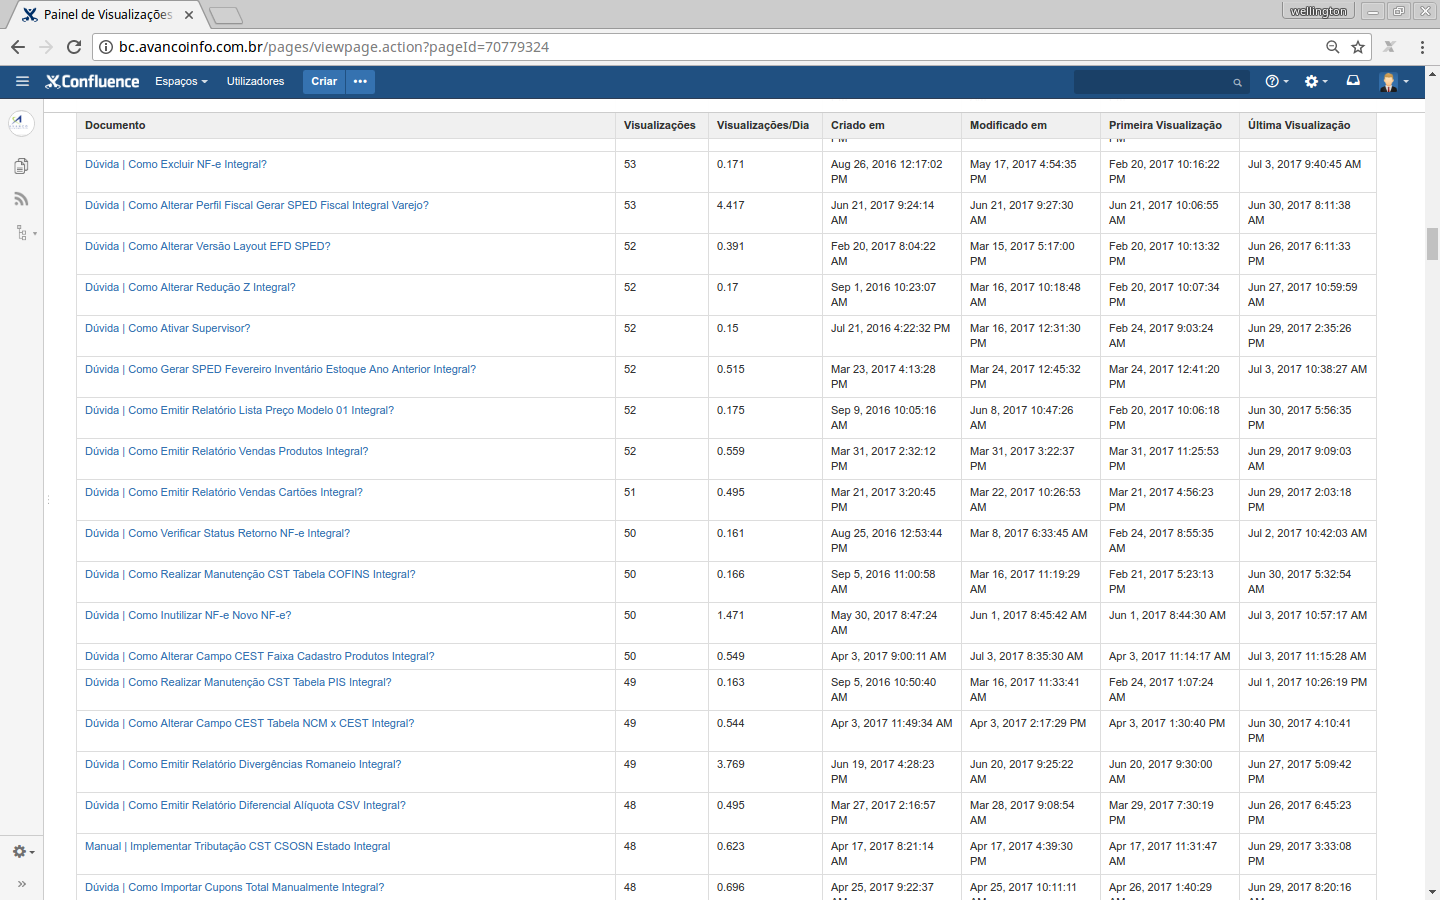 Painel de Visualizações
wellington
bc.avancoinfo.com.br/pages/viewpage.action?pageId=70779324
Confluence Espaços Utilizadores Criar •••
Documento Visualizações Visualizações/Dia Criado em Modificado em Primeira Visualização Última Visualização
PM PM
Dúvida | Como Excluir NF-e Integral? 53 0.171 Aug 26, 2016 12:17:02 May 17, 2017 4:54:35 Feb 20, 2017 10:16:22 Jul 3, 2017 9:40:45 AM
PM PM PM
Dúvida | Como Alterar Perfil Fiscal Gerar SPED Fiscal Integral Varejo? 53 4.417 Jun 21, 2017 9:24:14 Jun 21, 2017 9:27:30 Jun 21, 2017 10:06:55 Jun 30, 2017 8:11:38
AM AM AM AM
Dúvida | Como Alterar Versão Layout EFD SPED? 52 0.391 Feb 20, 2017 8:04:22 Mar 15, 2017 5:17:00 Feb 20, 2017 10:13:32 Jun 26, 2017 6:11:33
AM PM PM PM
Dúvida | Como Alterar Redução Z Integral? 52 0.17 Sep 1, 2016 10:23:07 Mar 16, 2017 10:18:48 Feb 20, 2017 10:07:34 Jun 27, 2017 10:59:59
AM AM PM AM
Dúvida | Como Ativar Supervisor? 52 0.15 Jul 21, 2016 4:22:32 PM Mar 16, 2017 12:31:30 Feb 24, 2017 9:03:24 Jun 29, 2017 2:35:26
PM AM PM
Dúvida | Como Gerar SPED Fevereiro Inventário Estoque Ano Anterior Integral? 52 0.515 Mar 23, 2017 4:13:28 Mar 24, 2017 12:45:32 Mar 24, 2017 12:41:20 Jul 3, 2017 10:38:27 AM
PM PM PM
Dúvida | Como Emitir Relatório Lista Preço Modelo 01 Integral? 52 0.175 Sep 9, 2016 10:05:16 Jun 8, 2017 10:47:26 Feb 20, 2017 10:06:18 Jun 30, 2017 5:56:35
AM AM PM PM
Dúvida | Como Emitir Relatório Vendas Produtos Integral? 52 0.559 Mar 31, 2017 2:32:12 Mar 31, 2017 3:22:37 Mar 31, 2017 11:25:53 Jun 29, 2017 9:09:03
PM PM PM AM
Dúvida | Como Emitir Relatório Vendas Cartões Integral? 51 0.495 Mar 21, 2017 3:20:45 Mar 22, 2017 10:26:53 Mar 21, 2017 4:56:23 Jun 29, 2017 2:03:18
PM AM PM PM
Dúvida | Como Verificar Status Retorno NF-e Integral? 50 0.161 Aug 25, 2016 12:53:44 Mar 8, 2017 6:33:45 AM Feb 24, 2017 8:55:35 Jul 2, 2017 10:42:03 AM
PM AM
Dúvida | Como Realizar Manutenção CST Tabela COFINS Integral? 50 0.166 Sep 5, 2016 11:00:58 Mar 16, 2017 11:19:29 Feb 21, 2017 5:23:13 Jun 30, 2017 5:32:54
AM AM PM AM
Dúvida | Como Inutilizar NF-e Novo NF-e? 50 1.471 May 30, 2017 8:47:24 Jun 1, 2017 8:45:42 AM Jun 1, 2017 8:44:30 AM Jul 3, 2017 10:57:17 AM
AM
Dúvida | Como Alterar Campo CEST Faixa Cadastro Produtos Integral? 50 0.549 Apr 3, 2017 9:00:11 AM Jul 3, 2017 8:35:30 AM Apr 3, 2017 11:14:17 AM Jul 3, 2017 11:15:28 AM
Dúvida | Como Realizar Manutenção CST Tabela PIS Integral? 49 0.163 Sep 5, 2016 10:50:40 Mar 16, 2017 11:33:41 Feb 24, 2017 1:07:24 Jul 1, 2017 10:26:19 PM
AM AM AM
Dúvida | Como Alterar Campo CEST Tabela NCM x CEST Integral? 49 0.544 Apr 3, 2017 11:49:34 AM Apr 3, 2017 2:17:29 PM Apr 3, 2017 1:30:40 PM Jun 30, 2017 4:10:41
PM
Dúvida | Como Emitir Relatório Divergências Romaneio Integral? 49 3.769 Jun 19, 2017 4:28:23 Jun 20, 2017 9:25:22 Jun 20, 2017 9:30:00 Jun 27, 2017 5:09:42
PM AM AM PM
Dúvida | Como Emitir Relatório Diferencial Alíquota CSV Integral? 48 0.495 Mar 27, 2017 2:16:57 Mar 28, 2017 9:08:54 Mar 29, 2017 7:30:19 Jun 26, 2017 6:45:23
PM AM PM PM
Manual | Implementar Tributação CST CSOSN Estado Integral 48 0.623 Apr 17, 2017 8:21:14 Apr 17, 2017 4:39:30 Apr 17, 2017 11:31:47 Jun 29, 2017 3:33:08
AM PM AM PM
Dúvida | Como Importar Cupons Total Manualmente Integral? 48 0.696 Apr 25, 2017 9:22:37 Apr 25, 2017 10:11:11 Apr 26, 2017 1:40:29 Jun 29, 2017 8:20:16